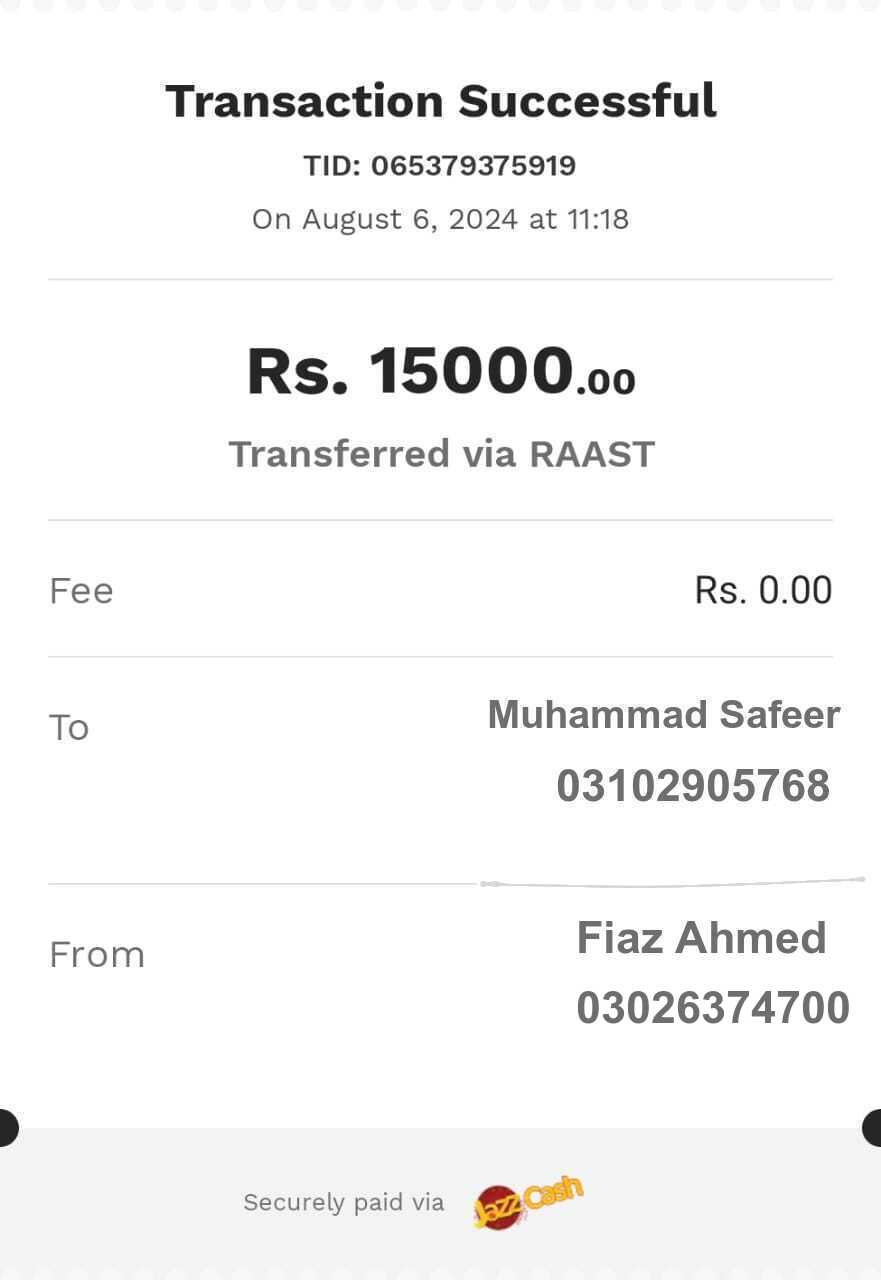 Transaction Successful
TID: 065379375919
On August 6, 2024 at 11:18
Rs. 15000.00
Transferred via RAAST
Fee Rs. 0.00
To Muhammad Safeer
03102905768
From Fiaz Ahmed
03026374700
Securely paid via JazzCash